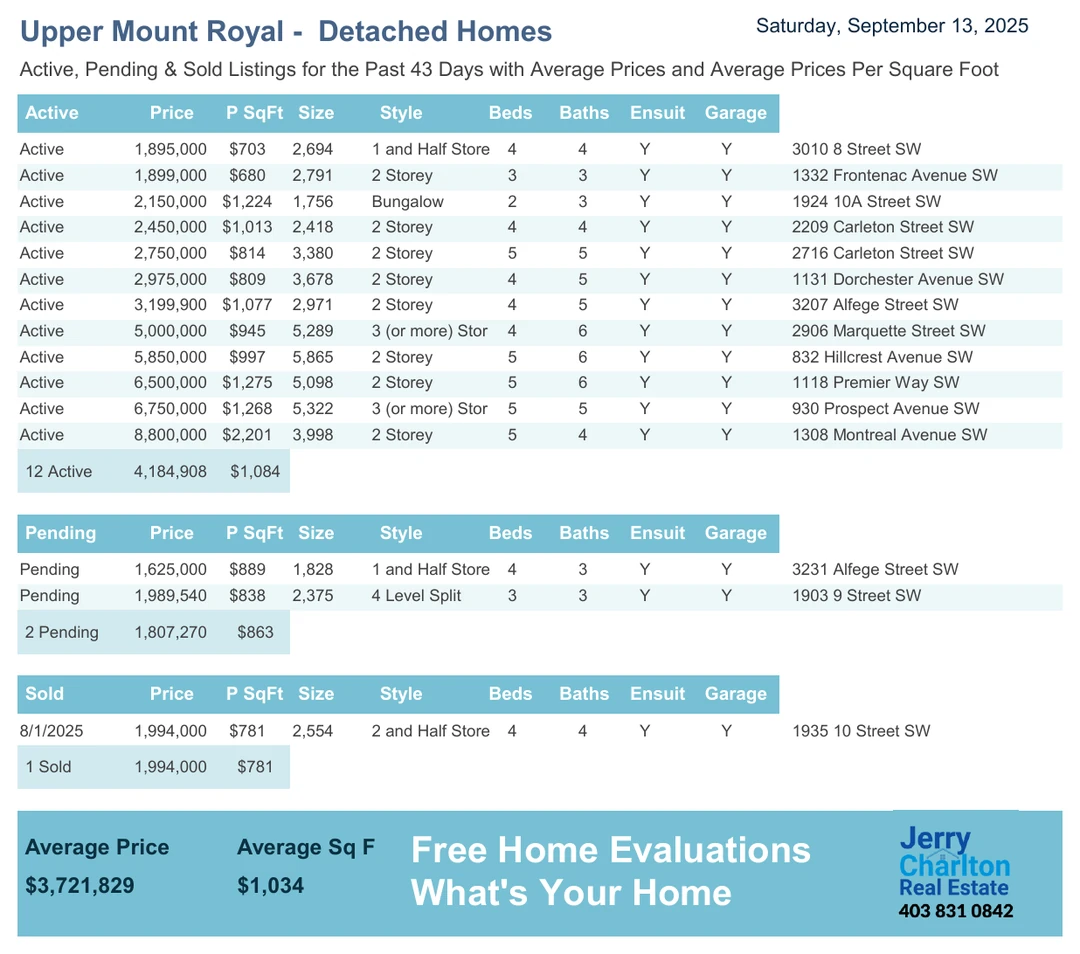 Upper Mount Royal -  Detached Homes Saturday, September 13, 2025
Active, Pending & Sold Listings for the Past 43 Days with Average Prices and Average Prices Per Square Foot
Active Price P SqFt Size Style Beds Baths Ensuit Garage
Active 1,895,000 $703 2,694 1 and Half Store 4 4 Y Y 3010 8 Street SW
Active 1,899,000 $680 2,791 2 Storey 3 3 Y Y 1332 Frontenac Avenue SW
Active 2,150,000 $1,224 1,756 Bungalow 2 3 Y Y 1924 10A Street SW
Active 2,450,000 $1,013 2,418 2 Storey 4 4 Y Y 2209 Carleton Street SW
Active 2,750,000 $814 3,380 2 Storey 5 5 Y Y 2716 Carleton Street SW
Active 2,975,000 $809 3,678 2 Storey 4 5 Y Y 1131 Dorchester Avenue SW
Active 3,199,900 $1,077 2,971 2 Storey 4 5 Y Y 3207 Alfege Street SW
Active 5,000,000 $945 5,289 3 (or more) Stor 4 6 Y Y 2906 Marquette Street SW
Active 5,850,000 $997 5,865 2 Storey 5 6 Y Y 832 Hillcrest Avenue SW
Active 6,500,000 $1,275 5,098 2 Storey 5 6 Y Y 1118 Premier Way SW
Active 6,750,000 $1,268 5,322 3 (or more) Stor 5 5 Y Y 930 Prospect Avenue SW
Active 8,800,000 $2,201 3,998 2 Storey 5 4 Y Y 1308 Montreal Avenue SW
12 Active 4,184,908 $1,084
Pending Price P SqFt Size Style Beds Baths Ensuit Garage
Pending 1,625,000 $889 1,828 1 and Half Store 4 3 Y Y 3231 Alfege Street SW
Pending 1,989,540 $838 2,375 4 Level Split 3 3 Y Y 1903 9 Street SW
2 Pending 1,807,270 $863
Sold Price P SqFt Size Style Beds Baths Ensuit Garage
8/1/2025 1,994,000 $781 2,554 2 and Half Store 4 4 Y Y 1935 10 Street SW
1 Sold 1,994,000 $781
Average Price Average Sq F
$3,721,829 $1,034
Free Home Evaluations
What's Your Home
Jerry
Charlton
Real Estate
403 831 0842